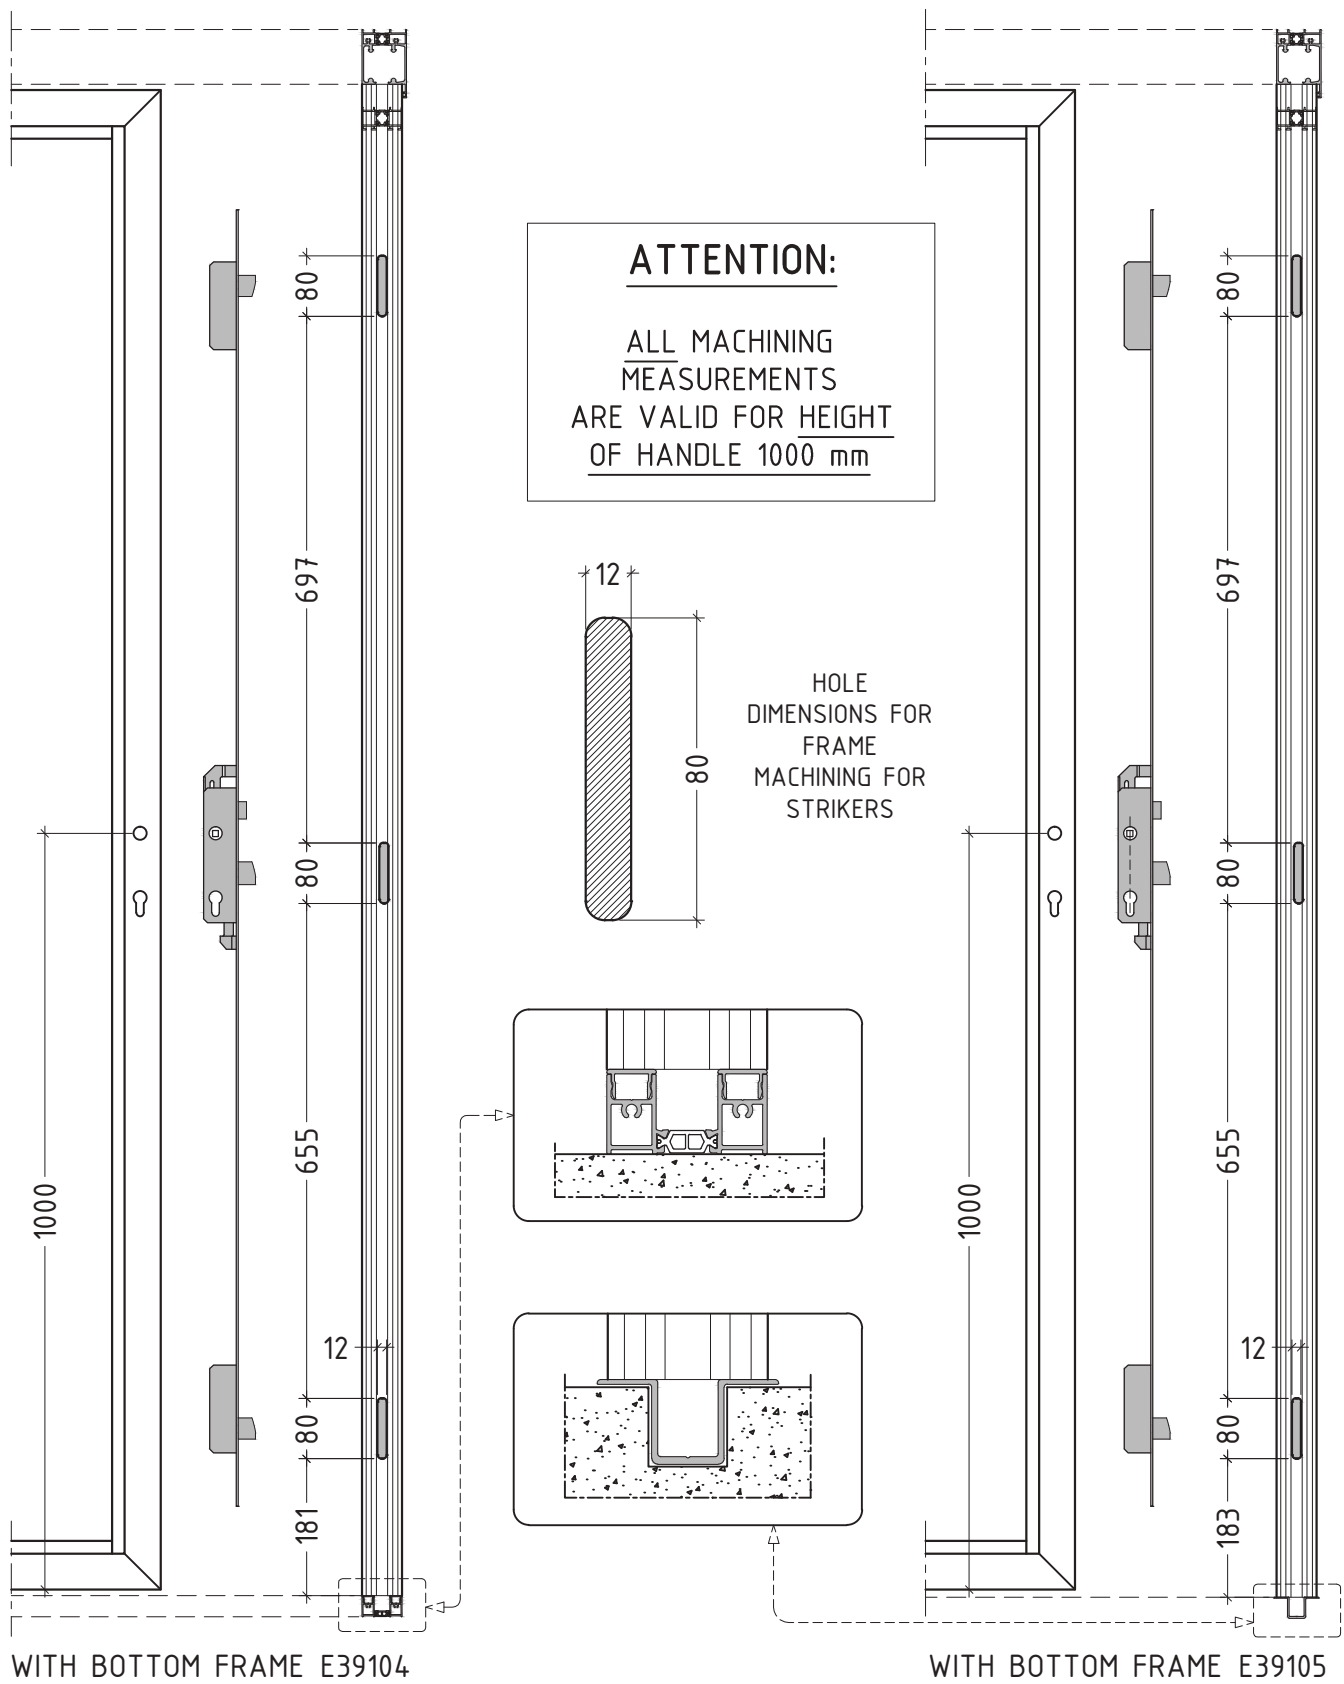 ATTENTION:
ALL MACHINING
MEASUREMENTS
ARE VALID FOR HEIGHT
OF HANDLE 1000 mm
80
697
80
655
1000
12
80
181
12
80
HOLE
DIMENSIONS FOR
FRAME
MACHINING FOR
STRIKERS
80
697
80
655
1000
12
80
183
WITH BOTTOM FRAME E39104
WITH BOTTOM FRAME E39105